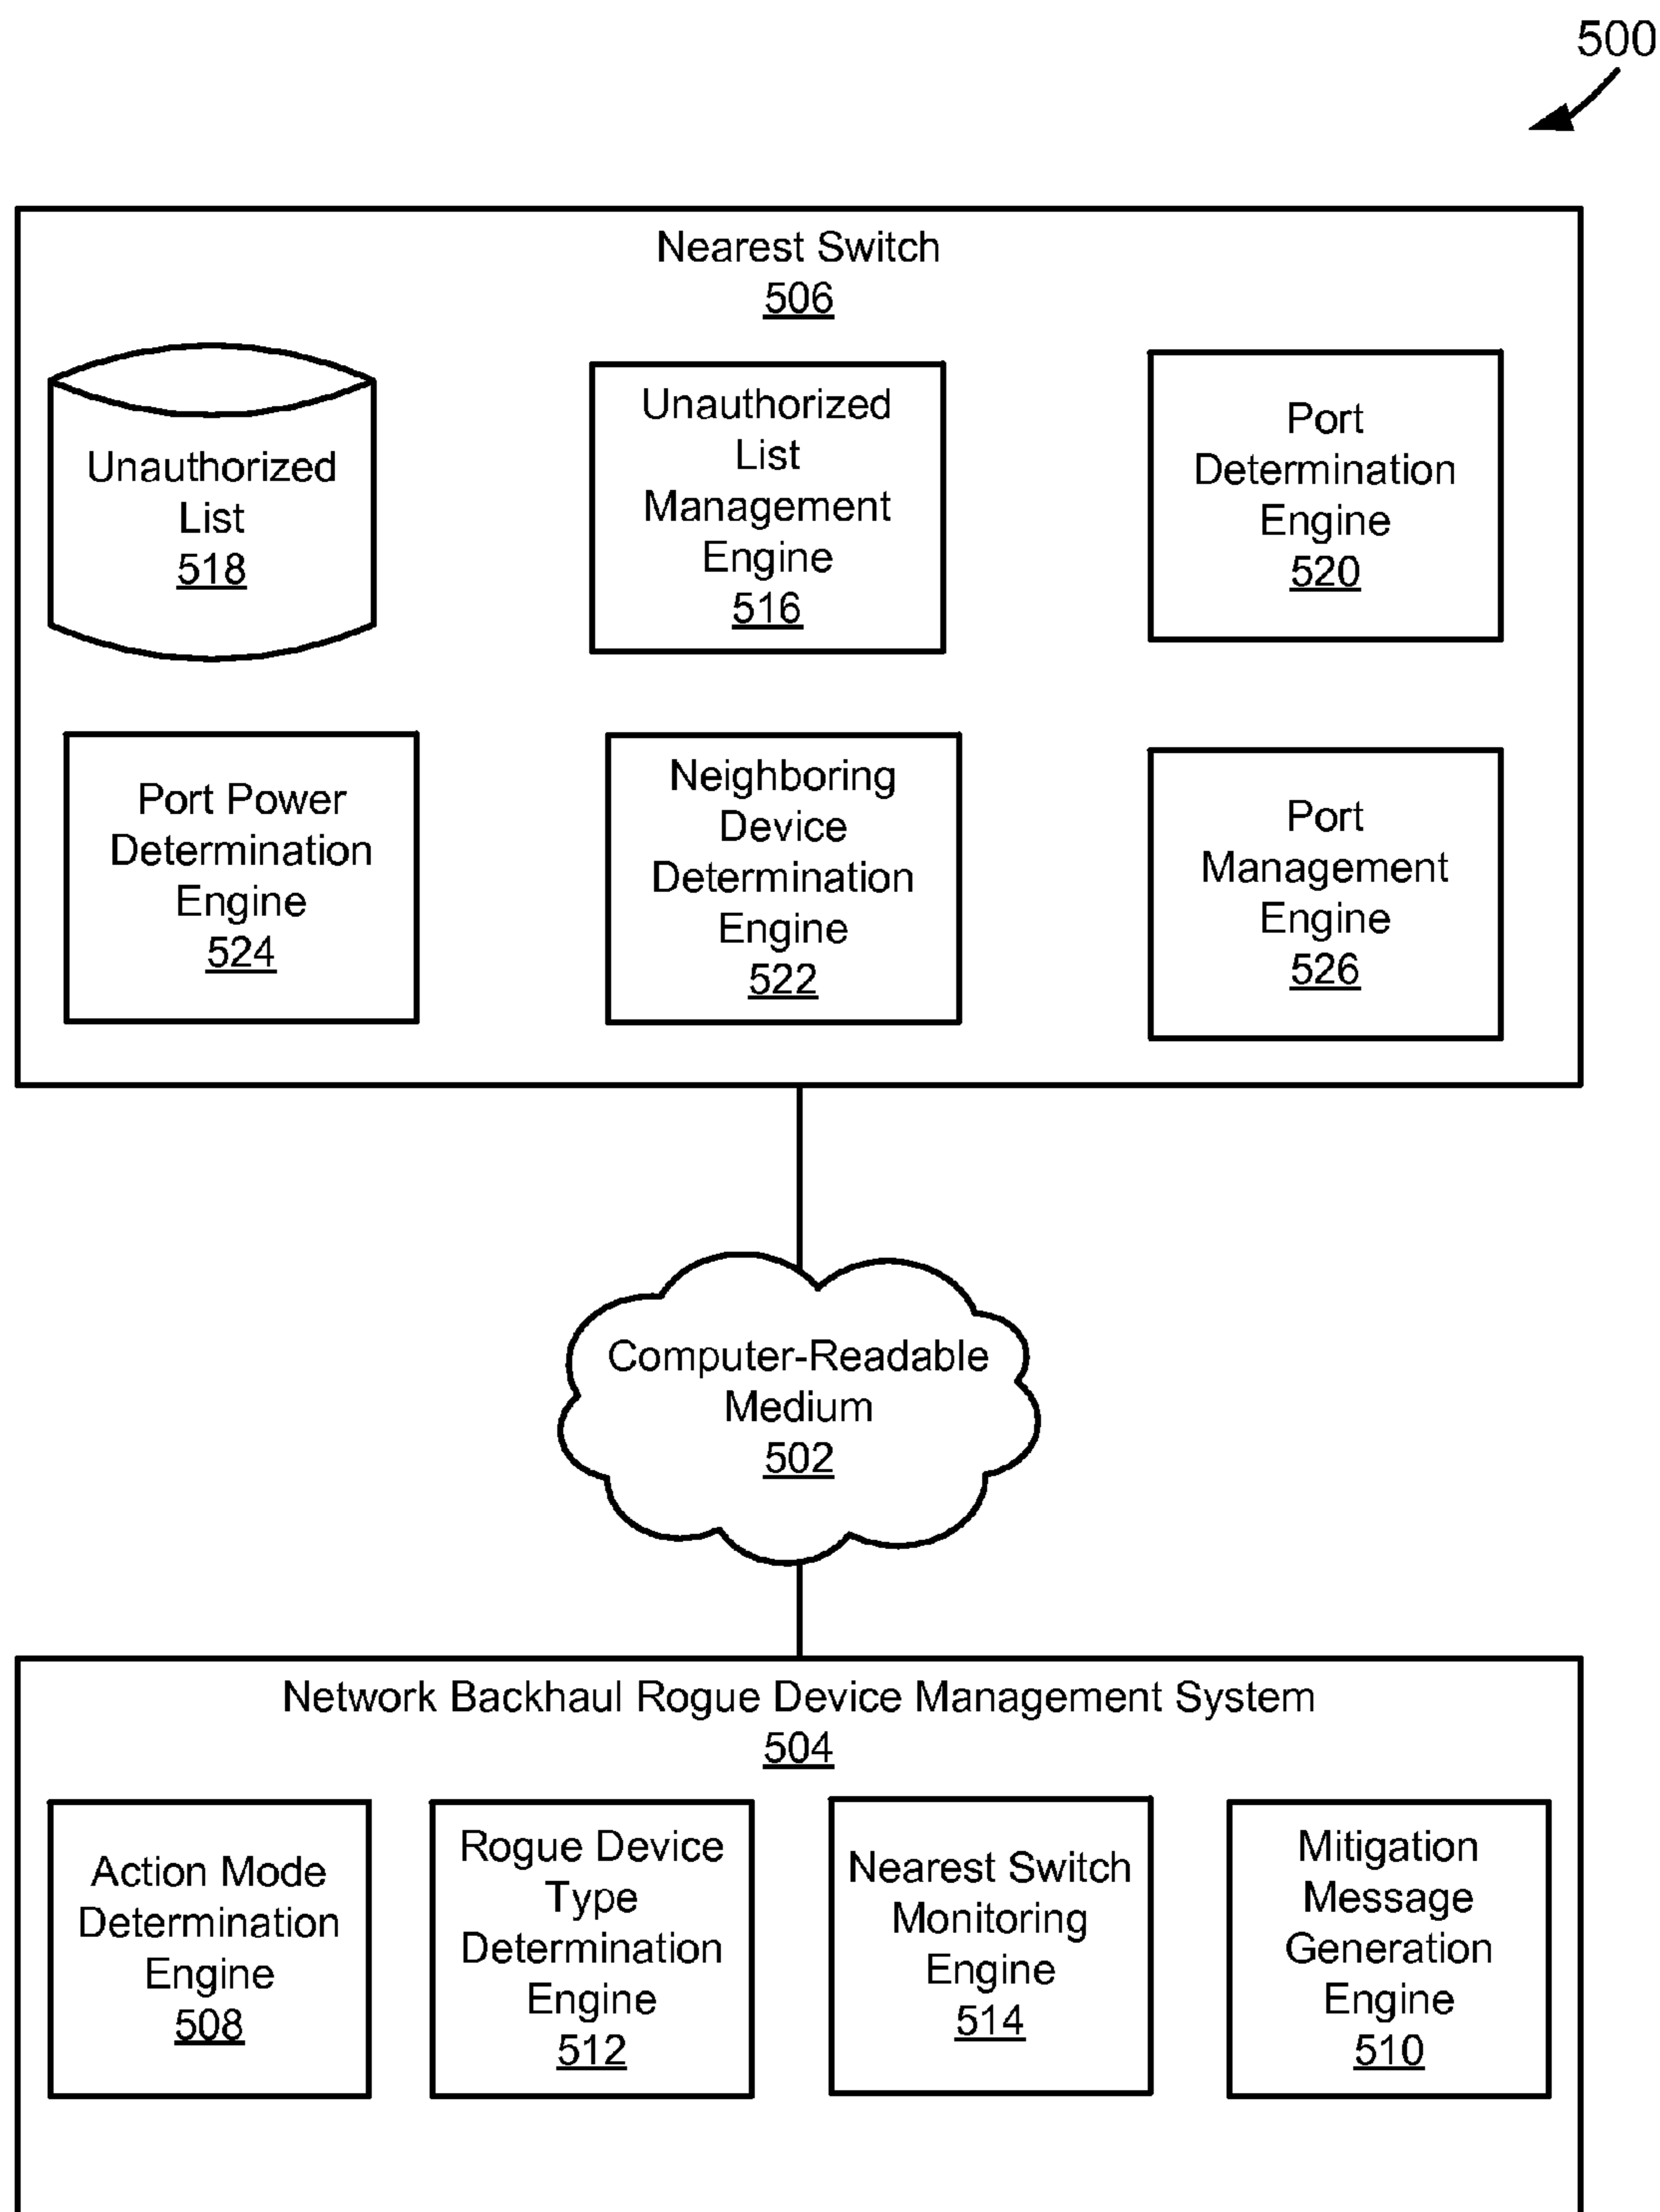 500
Nearest Switch
506
Unauthorized
List
518
Unauthorized
List
Management
Engine
516
Port
Determination
Engine
520
Port Power
Determination
Engine
524
Neighboring
Device
Determination
Engine
522
Port
Management
Engine
526
Computer-Readable
Medium
502
Network Backhaul Rogue Device Management System
504
Action Mode
Determination
Engine
508
Rogue Device
Type
Determination
Engine
512
Nearest Switch
Monitoring
Engine
514
Mitigation
Message
Generation
Engine
510